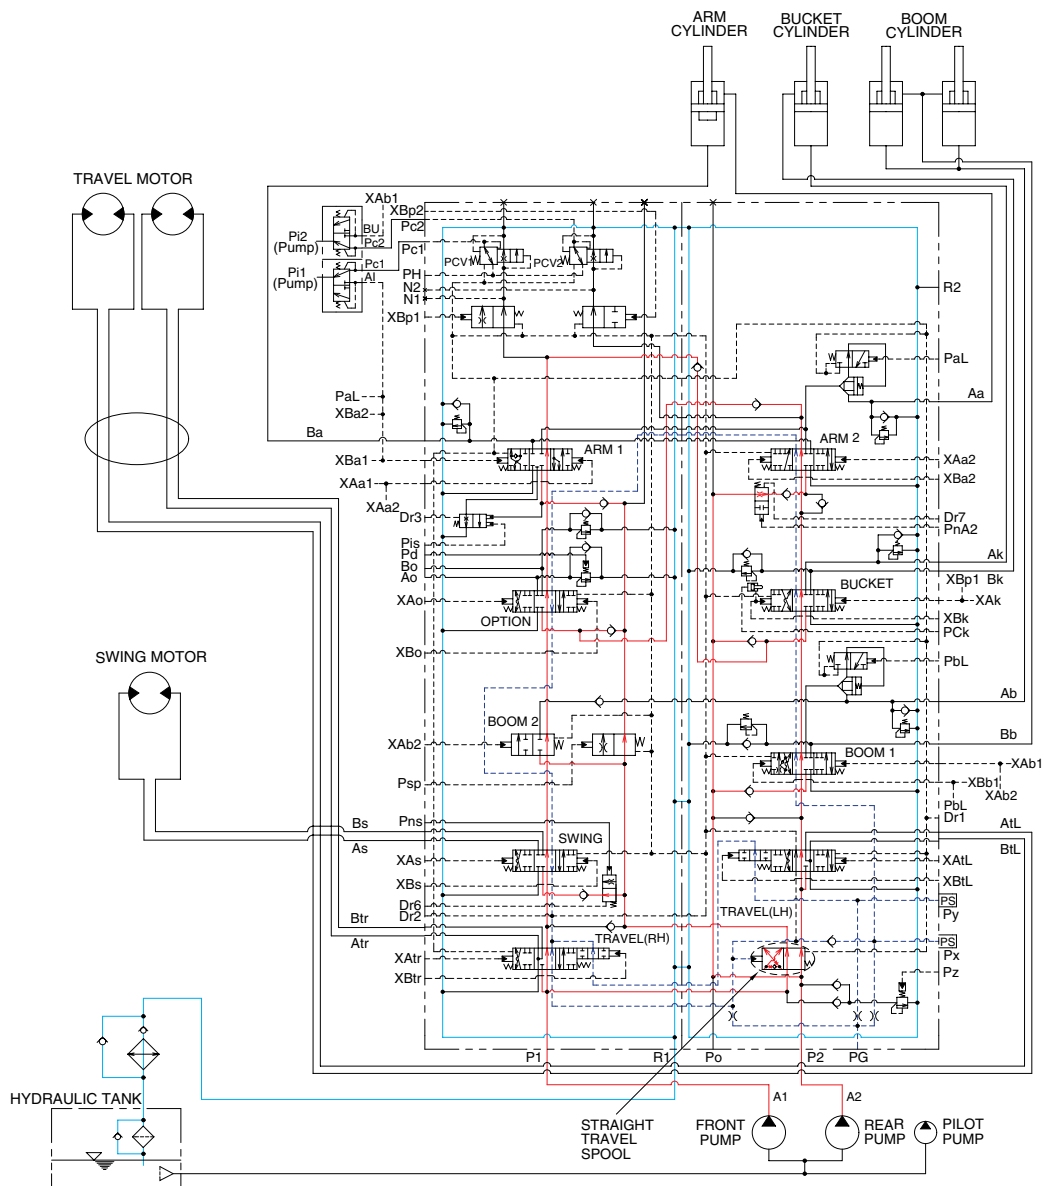 ARM
CYLINDER
BUCKET
CYLINDER
BOOM
CYLINDER
TRAVEL MOTOR
XAb1
XBp2
Pc2
BU
Pi2
(Pump)
Pc2
Pc1
Pc1
Pi1
(Pump)
AI
PCV1
PCV2
PH
N2
N1
XBp1
R2
PaL
PaL
XBa2
Aa
Ba
ARM 1
ARM 2
XBa1
XAa1
XAa2
XAa2
XBa2
Dr3
Pis
Pd
Bo
Ao
Dr7
PnA2
Ak
XBp1 Bk
BUCKET
XAo
OPTION
XAk
XBk
PCk
XBo
SWING MOTOR
PbL
Ab
BOOM 2
XAb2
Bb
BOOM 1
XAb1
XBb1
Psp
PbL
XAb2
Dr1
Pns
Bs
As
SWING
AtL
BtL
XAs
XAtL
XBs
XBtL
Dr6
Dr2
PS
Py
Btr
Atr
TRAVEL(RH)
TRAVEL(LH)
PS
XAtr
Px
XBtr
Pz
P1
R1
Po
P2
PG
HYDRAULIC TANK
A1
A2
STRAIGHT
TRAVEL
SPOOL
FRONT
PUMP
REAR
PUMP
PILOT
PUMP